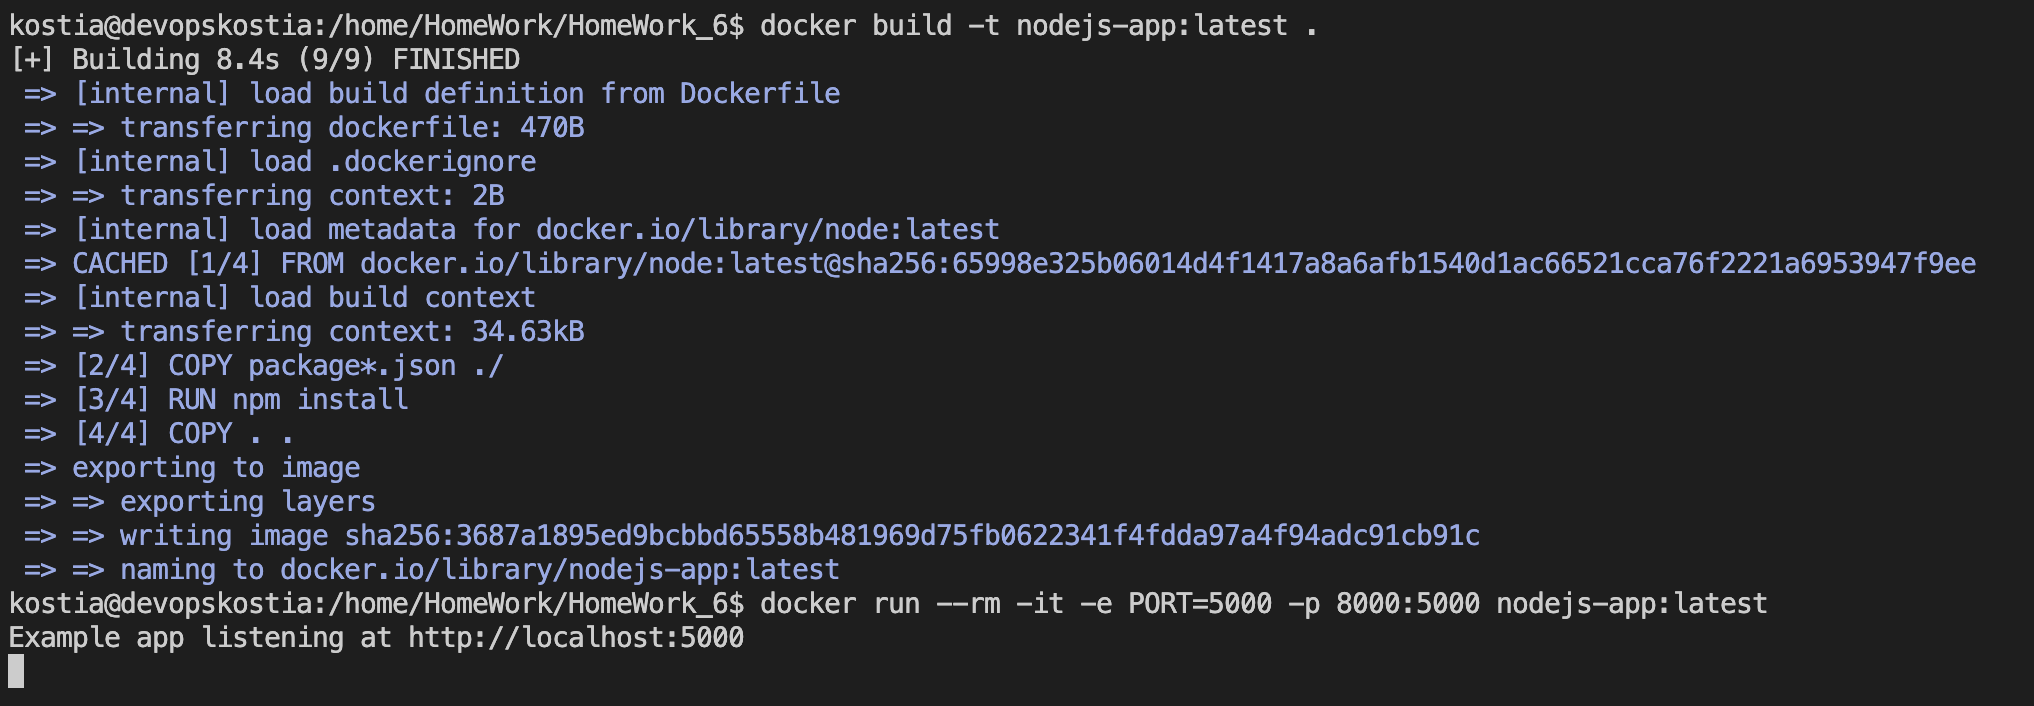 kostia@devopskostia:/home/HomeWork/HomeWork_6$ docker build -t nodejs-app:latest .
[+] Building 8.4s (9/9) FINISHED
=> [internal] load build definition from Dockerfile
=> => transferring dockerfile: 470B
=> [internal] load .dockerignore
=> => transferring context: 2B
=> [internal] load metadata for docker.io/library/node:latest
=> CACHED [1/4] FROM docker.io/library/node:latest@sha256:65998e325b06014d4f1417a8a6afb1540d1ac66521cca76f2221a6953947f9ee
=> [internal] load build context
=> => transferring context: 34.63kB
=> [2/4] COPY package*.json ./
=> [3/4] RUN npm install
=> [4/4] COPY . .
=> exporting to image
=> => exporting layers
=> => writing image sha256:3687a1895ed9bcbbd65558b481969d75fb0622341f4fdda97a4f94adc91cb91c
=> => naming to docker.io/library/nodejs-app:latest
kostia@devopskostia:/home/HomeWork/HomeWork_6$ docker run --rm -it -e PORT=5000 -p 8000:5000 nodejs-app:latest
Example app listening at http://localhost:5000